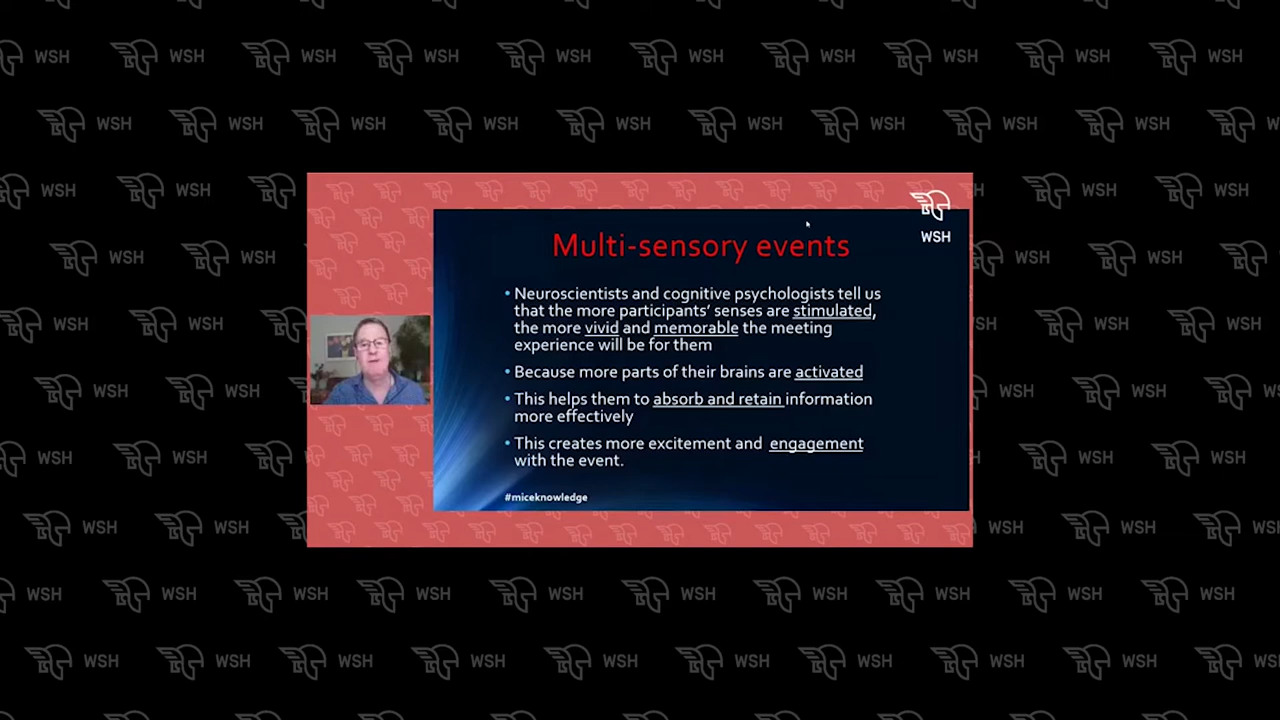 WSH
Multi-sensory events
• Neuroscientists and cognitive psychologists tell us
that the more participants' senses are stimulated,
the more vivid and memorable the meeting
experience will be for them
• Because more parts of their brains are activated
• This helps them to absorb and retain information
more effectively
• This creates more excitement and engagement
with the event.
#miceknowledge